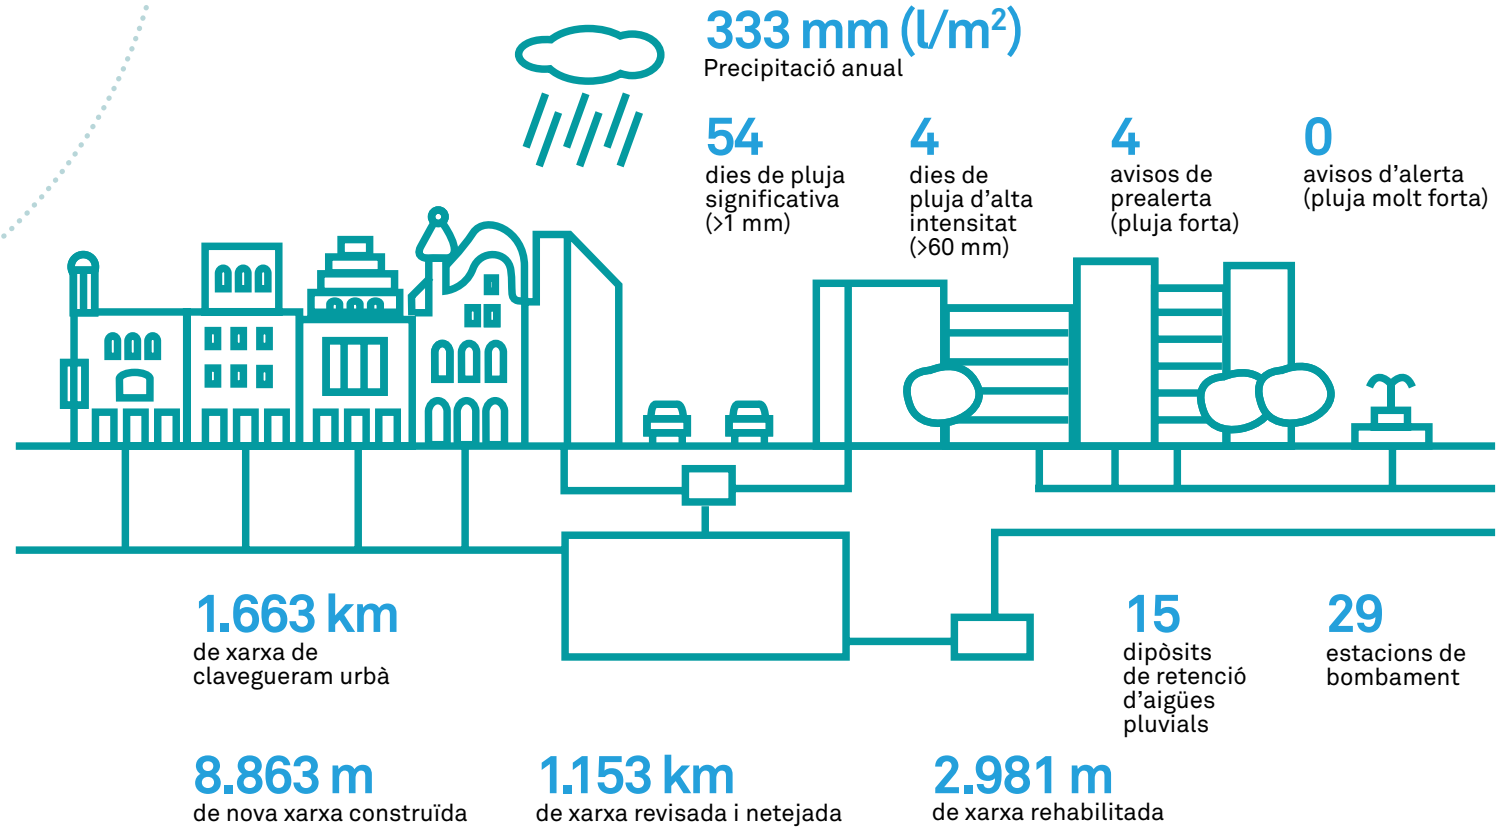 333 mm (l/m²)
Precipitació anual
54
dies de pluja
significativa
(>1 mm)
4
dies de
pluja d'alta
intensitat
(>60 mm)
4
avisos de
prealerta
(pluja forta)
0
avisos d'alerta
(pluja molt forta)
1.663 km
de xarxa de
clavegueram urbà
15
dipòsits
de retenció
d'aigües
pluvials
29
estacions de
bombament
8.863 m
de nova xarxa construïda
1.153 km
de xarxa revisada i netejada
2.981 m
de xarxa rehabilitada